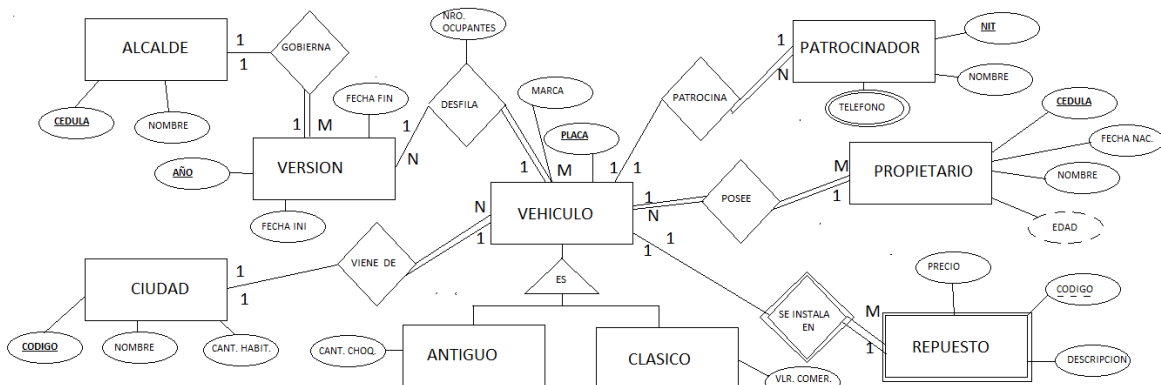 ALCALDE
1
1
GOBIERNA
CEDULA
NOMBRE
1
M
NRO.
OCUPANTES
DESFILA
FECHA FIN
1
N
AÑO
VERSION
FECHA INI
MARCA
PLACA
1
M
PATROCINA
1
N
1
1
PATROCINADOR
NIT
NOMBRE
TELEFONO
CEDULA
FECHA NAC.
PROPIETARIO
NOMBRE
EDAD
M
1
POSEE
1
N
VEHICULO
N
1
VIENE DE
1
1
CIUDAD
CODIGO
NOMBRE
CANT. HABIT.
ES
1
1
CANT. CHOQ.
ANTIGUO
CLASICO
VLR. COMER.
SE INSTALA
EN
M
1
PRECIO
CODIGO
REPUESTO
DESCRIPCION